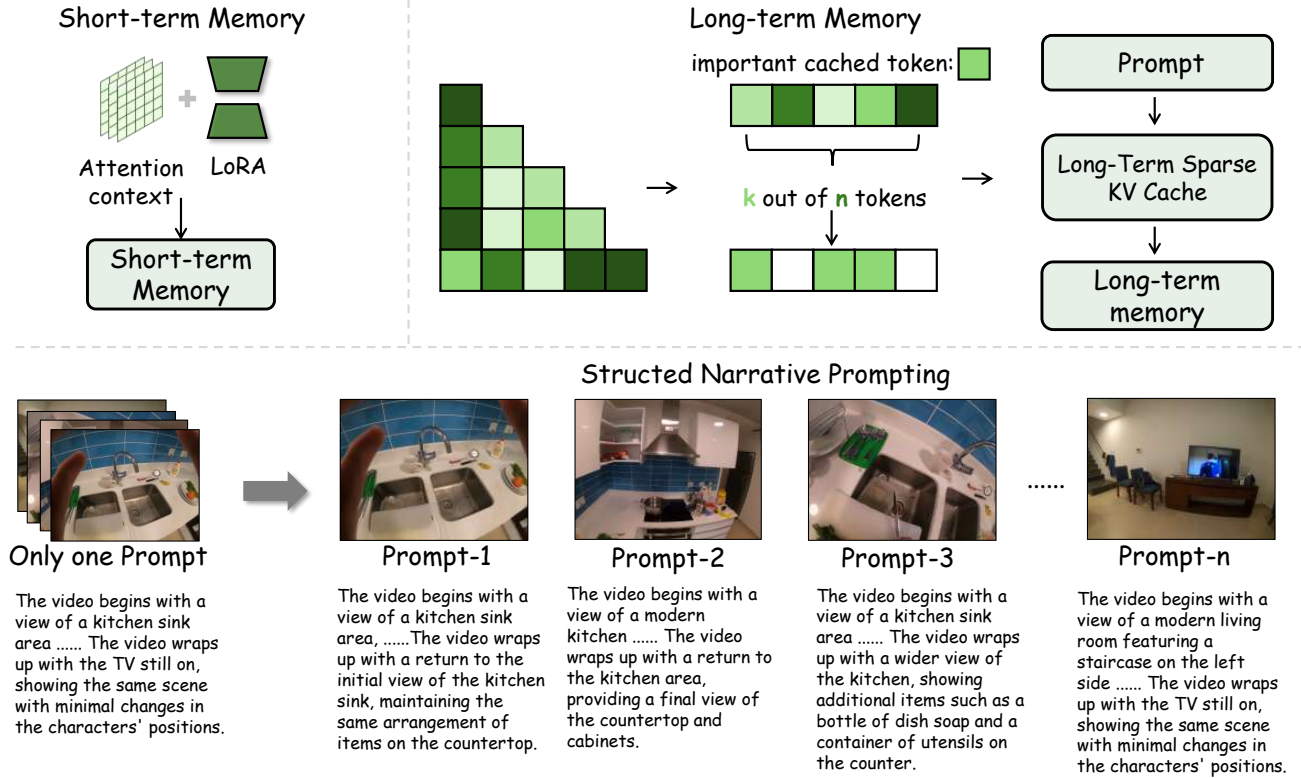 Short-term Memory
Attention
context
LoRA
Short-term
Memory
Long-term Memory
important cached token:
k out of n tokens
Prompt
Long-Term Sparse
KV Cache
Long-term
memory
Structed Narrative Prompting
Only one Prompt
The video begins with a
view of a kitchen sink
area ...... The video wraps
up with the TV still on,
showing the same scene
with minimal changes in
the characters' positions.
Prompt-1
The video begins with a
view of a kitchen sink
area, ......The video wraps
up with a return to the
initial view of the kitchen
sink, maintaining the
same arrangement of
items on the countertop.
Prompt-2
The video begins with a
view of a modern
kitchen ...... The video
wraps up with a return to
the kitchen area,
providing a final view of
the countertop and
cabinets.
Prompt-3
The video begins with a
view of a kitchen sink
area ...... The video wraps
up with a wider view of
the kitchen, showing
additional items such as a
bottle of dish soap and a
container of utensils on
the counter.
......
Prompt-n
The video begins with a
view of a modern living
room featuring a
staircase on the left
side ...... The video wraps
up with the TV still on,
showing the same scene
with minimal changes in
the characters' positions.